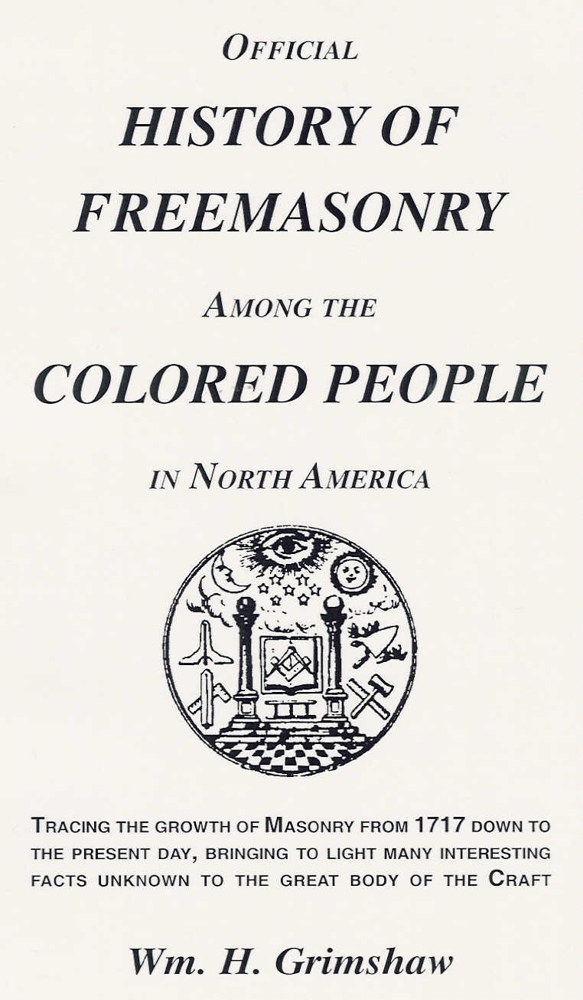 OFFICIAL
HISTORY OF
FREEMASONRY
AMONG THE
COLORED PEOPLE
IN NORTH AMERICA
TRACING THE GROWTH OF MASONRY FROM 1717 DOWN TO
THE PRESENT DAY, BRINGING TO LIGHT MANY INTERESTING
FACTS UNKNOWN TO THE GREAT BODY OF THE CRAFT
Wm. H. Grimshaw